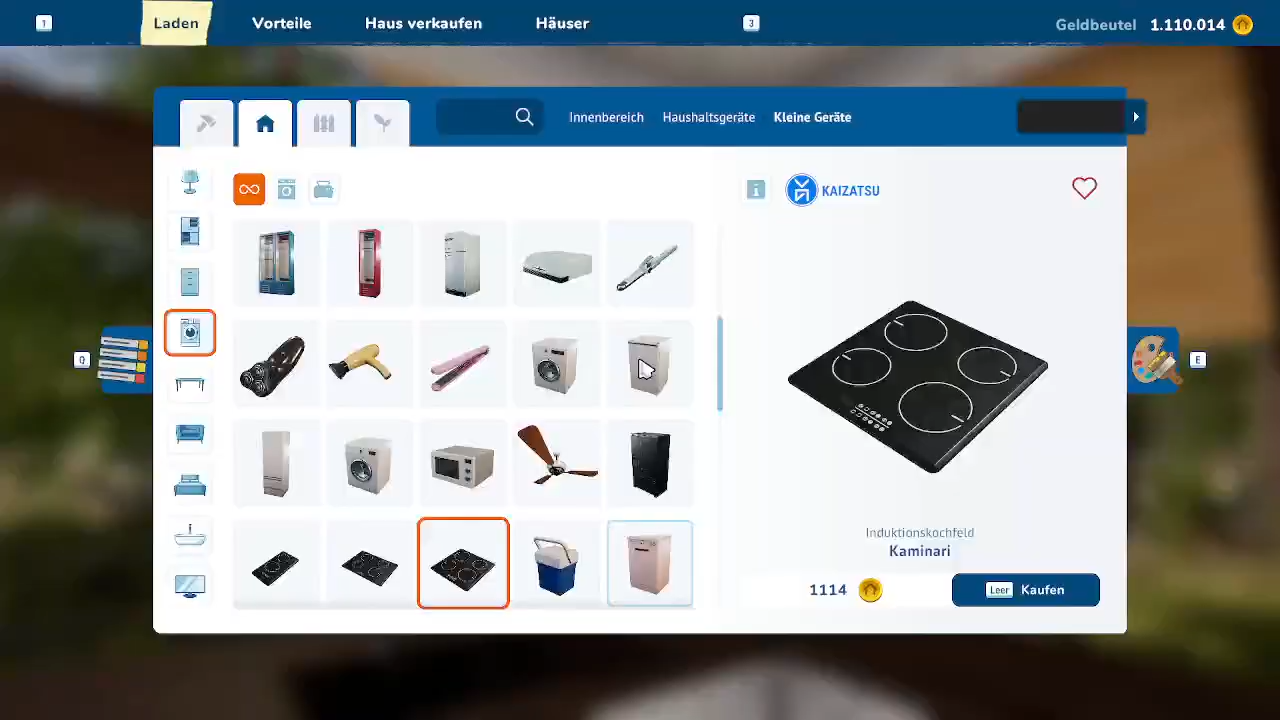 1 Laden Vorteile Haus verkaufen Häuser 3 Geldbeutel 1.110.014
Innenbereich Haushaltsgeräte Kleine Geräte
KAIZATSU
Q
E
Induktionskochfeld
Kaminari
1114 Leer Kaufen